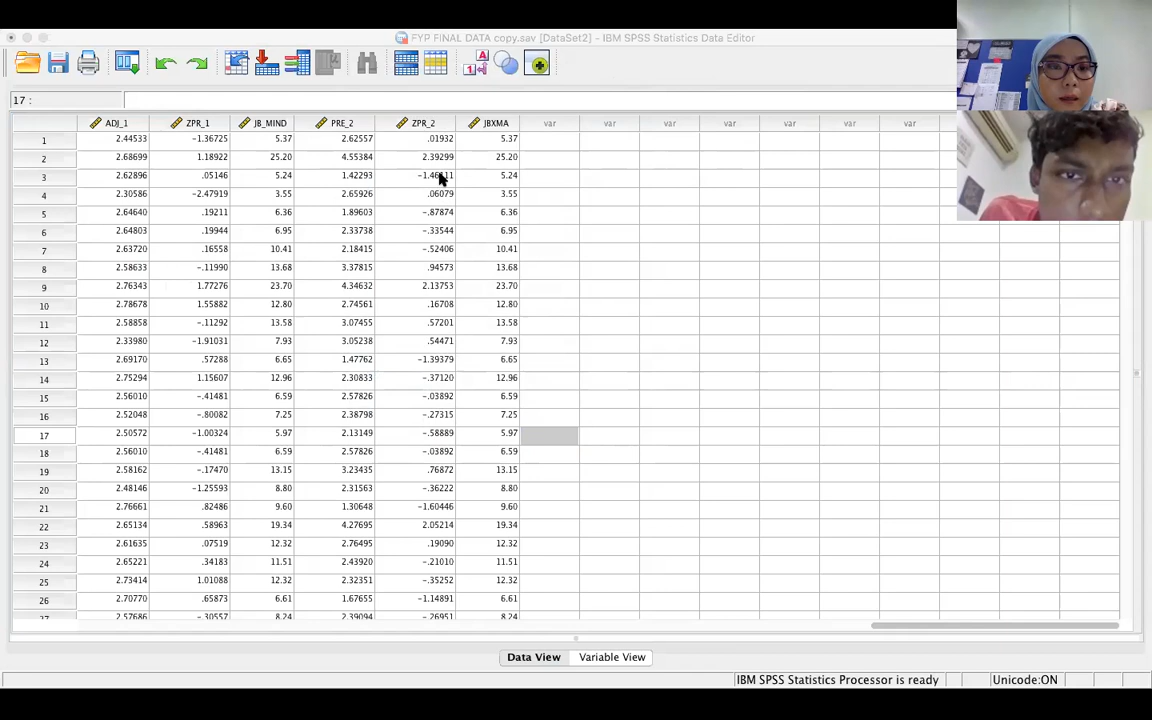 FYP FINAL DATA copy.sav [DataSet2] - IBM SPSS Statistics Data Editor
17 :
ADJ_1 ZPR_1 JB_MIND PRE_2 ZPR_2 JBXMA var var var var var var var
1 2.44533 -1.36725 5.37 2.62557 .01932 5.37
2 2.68699 1.18922 25.20 4.55384 2.39299 25.20
3 2.62896 .05146 5.24 1.42293 5.24
4 2.30586 -2.47919 3.55 2.65926 .06079 3.55
5 2.64640 .19211 6.36 1.89603 -.87874 6.36
6 2.64803 .19944 6.95 2.33738 -.33544 6.95
7 2.63720 .16558 10.41 2.18415 -.52406 10.41
8 2.58633 -.11990 13.68 3.37815 .94573 13.68
9 2.76343 1.77276 23.70 4.34632 2.13753 23.70
10 2.78678 1.55882 12.80 2.74561 .16708 12.80
11 2.58858 -.11292 13.58 3.07455 .57201 13.58
12 2.33980 -1.91031 7.93 3.05238 .54471 7.93
13 2.69170 .57288 6.65 1.47762 -1.39379 6.65
14 2.75294 1.15607 12.96 2.30833 -.37120 12.96
15 2.56010 -.41481 6.59 2.57826 -.03892 6.59
16 2.52048 -.80082 7.25 2.38798 -.27315 7.25
17 2.50572 -1.00324 5.97 2.13149 -.58889 5.97
18 2.56010 -.41481 6.59 2.57826 -.03892 6.59
19 2.58162 -.17470 13.15 3.23435 .76872 13.15
20 2.48146 -1.25593 8.80 2.31563 -.36222 8.80
21 2.76661 .82486 9.60 1.30648 -1.60446 9.60
22 2.65134 .58963 19.34 4.27695 2.05214 19.34
23 2.61635 .07519 12.32 2.76495 .19090 12.32
24 2.65221 .34183 11.51 2.43920 -.21010 11.51
25 2.73414 1.01088 12.32 2.32351 -.35252 12.32
26 2.70770 .65873 6.61 1.67655 -1.14891 6.61
27 2.57686 -.30557 8.24 2.39094 -.26951 8.24
Data View Variable View
IBM SPSS Statistics Processor is ready Unicode:ON